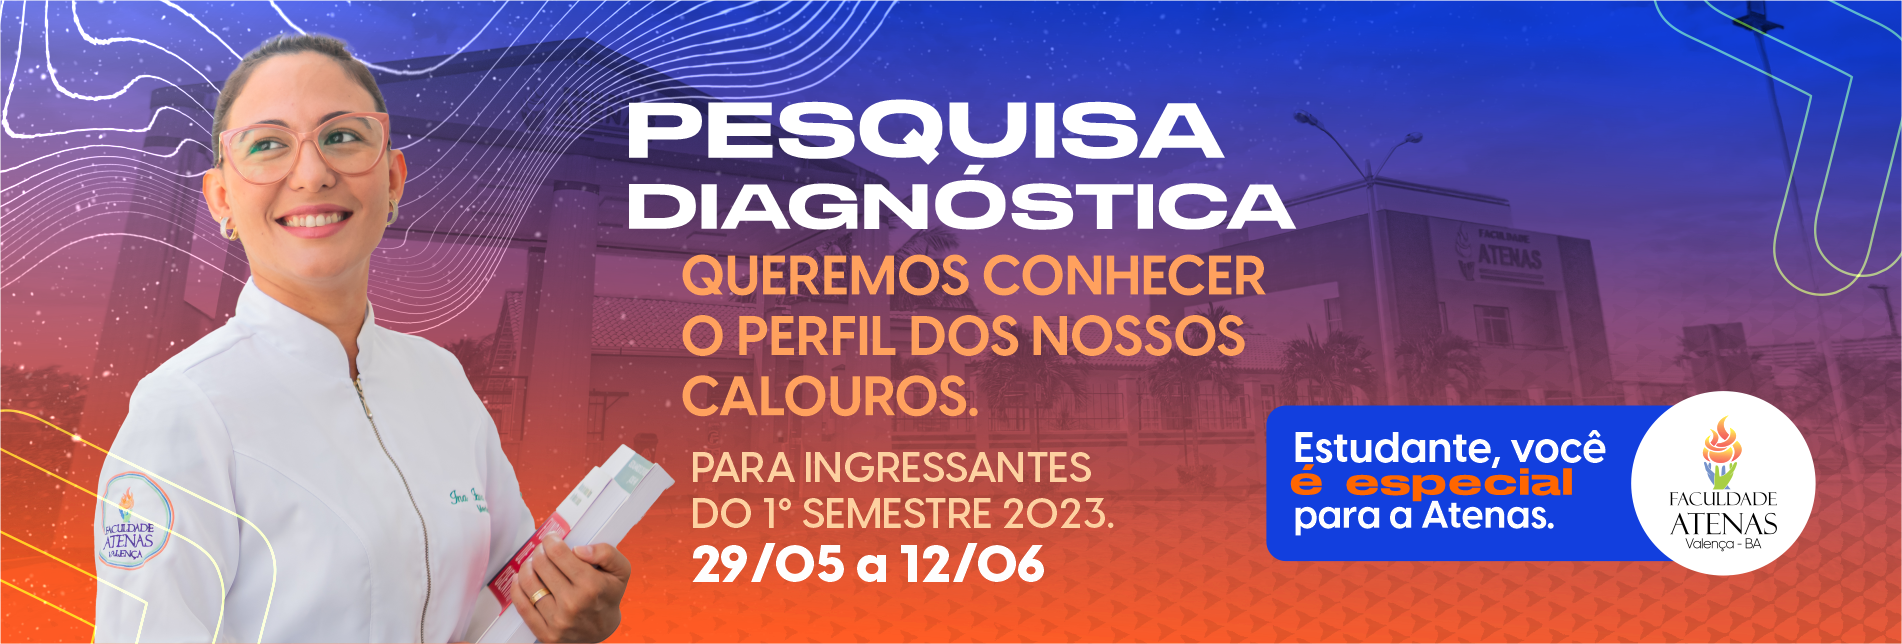 PESQUISA
DIAGNÓSTICA
QUEREMOS CONHECER
O PERFIL DOS NOSSOS
CALOUROS.
PARA INGRESSANTES
DO 1° SEMESTRE 2023.
29/05 a 12/06
FACULDADE
ATENAS
Estudante, você
é especial
para a Atenas.
FACULDADE
ATENAS
Valença - BA
FACULDADE
ATENAS
VALENÇA